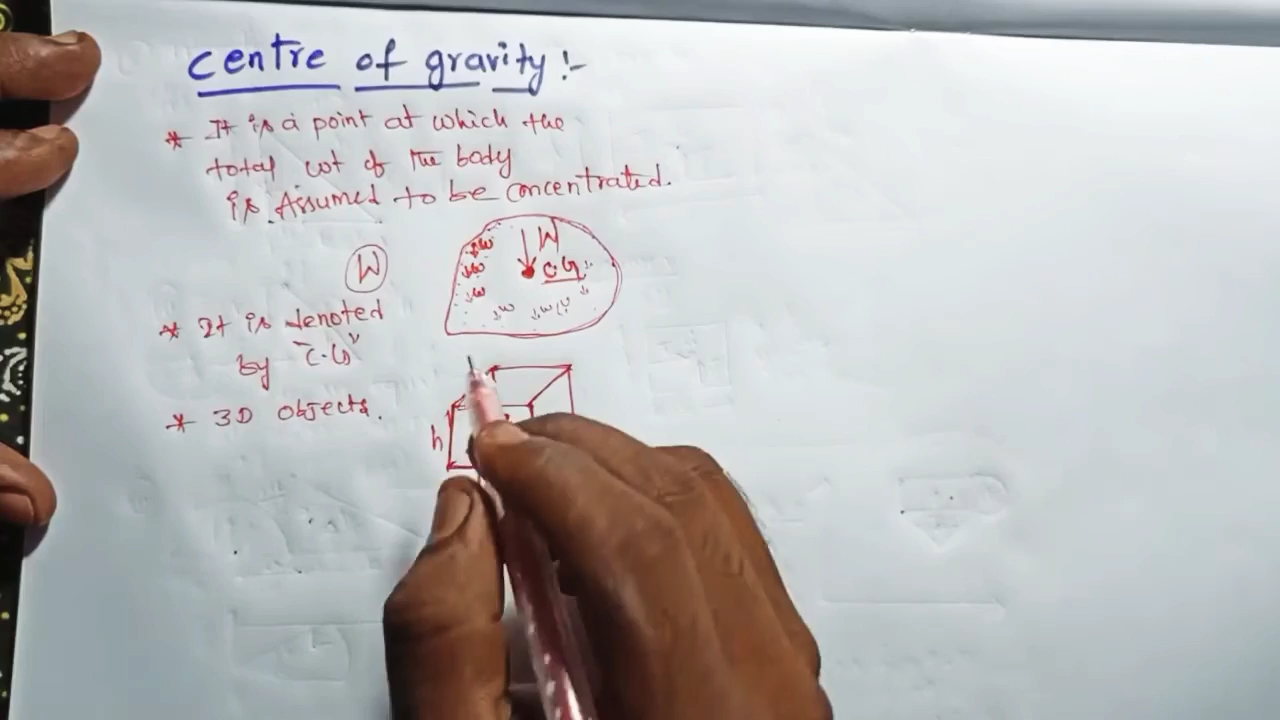 Centre of gravity :-
* It is a point at which the
total wt of the body
is Assumed to be concentrated.
W
W
C.G
w
w
w
w
w
* It is denoted
by "C.G"
* 3D Objects.
h